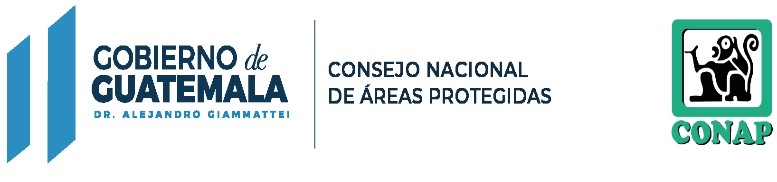 GOBIERNO de
GUATEMALA
DR. ALEJANDRO GIAMMATTEI
CONSEJO NACIONAL
DE ÁREAS PROTEGIDAS
CONAP